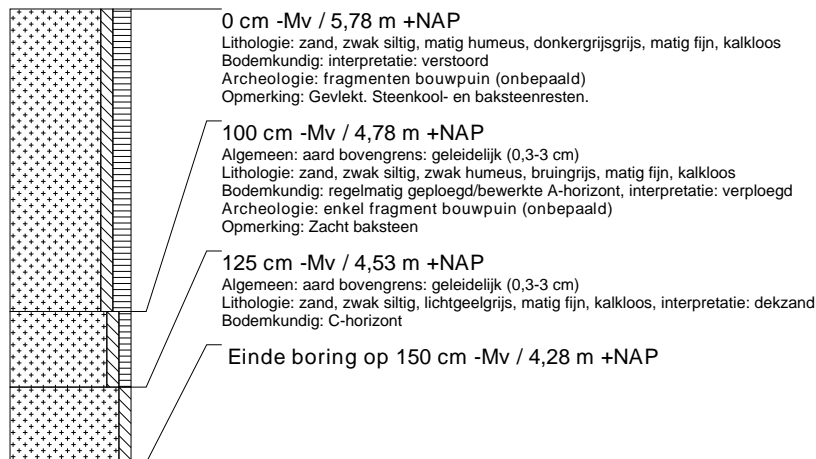 0 cm -Mv / 5,78 m +NAP
Lithologie: zand, zwak siltig, matig humeus, donkergrijsgrijs, matig fijn, kalkloos
Bodemkundig: interpretatie: verstoord
Archeologie: fragmenten bouwpuin (onbepaald)
Opmerking: Gevlekt. Steenkool- en baksteenresten.
100 cm -Mv / 4,78 m +NAP
Algemeen: aard bovengrens: geleidelijk (0,3-3 cm)
Lithologie: zand, zwak siltig, zwak humeus, bruingrijs, matig fijn, kalkloos
Bodemkundig: regelmatig geploegd/bewerkte A-horizont, interpretatie: verploegd
Archeologie: enkel fragment bouwpuin (onbepaald)
Opmerking: Zacht baksteen
125 cm -Mv / 4,53 m +NAP
Algemeen: aard bovengrens: geleidelijk (0,3-3 cm)
Lithologie: zand, zwak siltig, lichtgeelgrijs, matig fijn, kalkloos, interpretatie: dekzand
Bodemkundig: C-horizont
Einde boring op 150 cm -Mv / 4,28 m +NAP